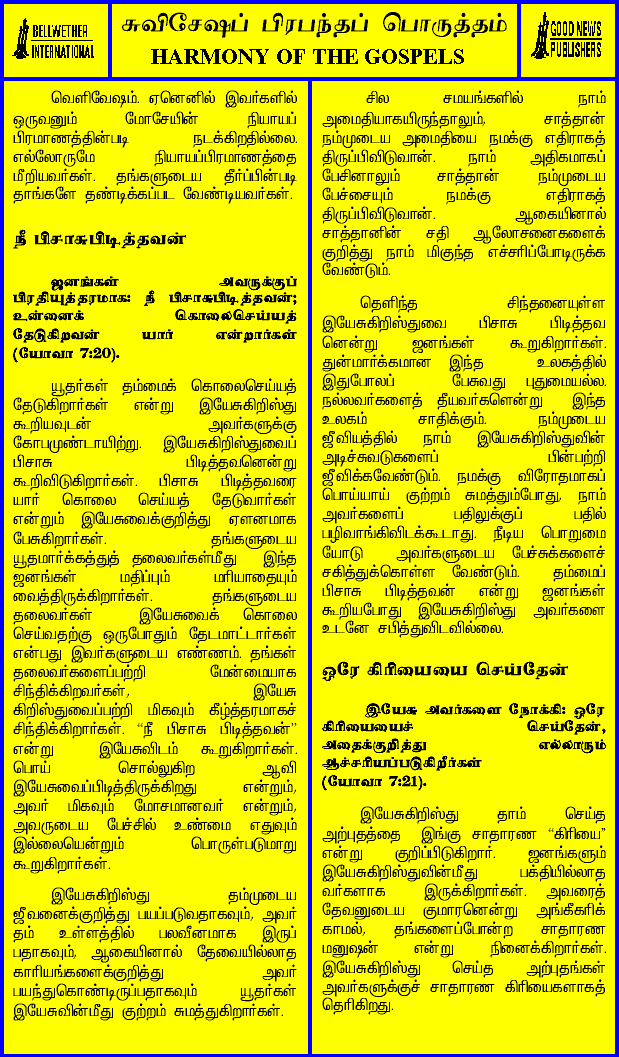 BELLWETHER
INTERNATIONAL
சுவிசேஷப் பிரபந்தப் பொருத்தம்
HARMONY OF THE GOSPELS
GOOD NEWS
PUBLISHERS
வெளிவேஷம். ஏனெனில் இவர்களில்
ஒருவனும் மோசேயின் நியாயப்
பிரமாணத்தின்படி நடக்கிறதில்லை.
எல்லோருமே நியாயப்பிரமாணத்தை
மீறியவர்கள். தங்களுடைய தீர்ப்பின்படி
தாங்களே தண்டிக்கப்பட வேண்டியவர்கள்.
நீ பிசாசுபிடித்தவன்
ஜனங்கள் அவருக்குப்
பிரதியுத்தரமாக: நீ பிசாசுபிடித்தவன்;
உன்னைக் கொலைசெய்யத்
தேடுகிறவன் யார் என்றார்கள்
(யோவா 7:20).
யூதர்கள் தம்மைக் கொலைசெய்யத்
தேடுகிறார்கள் என்று இயேசுகிறிஸ்து
கூறியவுடன் அவர்களுக்கு
கோபமுண்டாயிற்று. இயேசுகிறிஸ்துவைப்
பிசாசு பிடித்தவனென்று
கூறிவிடுகிறார்கள். பிசாசு பிடித்தவரை
யார் கொலை செய்யத் தேடுவார்கள்
என்றும் இயேசுவைக்குறித்து ஏளனமாக
பேசுகிறார்கள். தங்களுடைய
யூதமார்க்கத்துத் தலைவர்கள்மீது இந்த
ஜனங்கள் மதிப்பும் மரியாதையும்
வைத்திருக்கிறார்கள். தங்களுடைய
தலைவர்கள் இயேசுவைக் கொலை
செய்வதற்கு ஒருபோதும் தேடமாட்டார்கள்
என்பது இவர்களுடைய எண்ணம். தங்கள்
தலைவர்களைப்பற்றி மேன்மையாக
சிந்திக்கிறவர்கள், இயேசு
கிறிஸ்துவைப்பற்றி மிகவும் கீழ்த்தரமாகச்
சிந்திக்கிறார்கள். “நீ பிசாசு பிடித்தவன்”
என்று இயேசுவிடம் கூறுகிறார்கள்.
பொய் சொல்லுகிற ஆவி
இயேசுவைப்பிடித்திருக்கிறது என்றும்,
அவர் மிகவும் மோசமானவர் என்றும்,
அவருடைய பேச்சில் உண்மை எதுவும்
இல்லையென்றும் பொருள்படுமாறு
கூறுகிறார்கள்.
இயேசுகிறிஸ்து தம்முடைய
ஜீவனைக்குறித்து பயப்படுவதாகவும், அவர்
தம் உள்ளத்தில் பலவீனமாக இருப்
பதாகவும், ஆகையினால் தேவையில்லாத
காரியங்களைக்குறித்து அவர்
பயந்துகொண்டிருப்பதாகவும் யூதர்கள்
இயேசுவின்மீது குற்றம் சுமத்துகிறார்கள்.
சில சமயங்களில் நாம்
அமைதியாகயிருந்தாலும், சாத்தான்
நம்முடைய அமைதியை நமக்கு எதிராகத்
திருப்பிவிடுவான். நாம் அதிகமாகப்
பேசினாலும் சாத்தான் நம்முடைய
பேச்சையும் நமக்கு எதிராகத்
திருப்பிவிடுவான். ஆகையினால்
சாத்தானின் சதி ஆலோசனைகளைக்
குறித்து நாம் மிகுந்த எச்சரிப்போடிருக்க
வேண்டும்.
தெளிந்த சிந்தனையுள்ள
இயேசுகிறிஸ்துவை பிசாசு பிடித்தவ
னென்று ஜனங்கள் கூறுகிறார்கள்.
துன்மார்க்கமான இந்த உலகத்தில்
இதுபோலப் பேசுவது புதுமையல்ல.
நல்லவர்களைத் தீயவர்களென்று இந்த
உலகம் சாதிக்கும். நம்முடைய
ஜீவியத்தில் நாம் இயேசுகிறிஸ்துவின்
அடிச்சுவடுகளைப் பின்பற்றி
ஜீவிக்கவேண்டும். நமக்கு விரோதமாகப்
பொய்யாய் குற்றம் சுமத்தும்போது, நாம்
அவர்களைப் பதிலுக்குப் பதில்
பழிவாங்கிவிடக்கூடாது. நீடிய பொறுமை
யோடு அவர்களுடைய பேச்சுக்களைச்
சகித்துக்கொள்ள வேண்டும். தம்மைப்
பிசாசு பிடித்தவன் என்று ஜனங்கள்
கூறியபோது இயேசுகிறிஸ்து அவர்களை
உடனே சபித்துவிடவில்லை.
ஒரே கிரியையை செய்தேன்
இயேசு அவர்களை நோக்கி: ஒரே
கிரியையைச் செய்தேன்,
அதைக்குறித்து எல்லாரும்
ஆச்சரியப்படுகிறீர்கள்
(யோவா 7:21).
இயேசுகிறிஸ்து தாம் செய்த
அற்புதத்தை இங்கு சாதாரண “கிரியை”
என்று குறிப்பிடுகிறார். ஜனங்களும்
இயேசுகிறிஸ்துவின்மீது பக்தியில்லாத
வர்களாக இருக்கிறார்கள். அவரைத்
தேவனுடைய குமாரனென்று அங்கீகரிக்
காமல், தங்களைப்போன்ற சாதாரண
மனுஷன் என்று நினைக்கிறார்கள்.
இயேசுகிறிஸ்து செய்த அற்புதங்கள்
அவர்களுக்குச் சாதாரண கிரியைகளாகத்
தெரிகிறது.